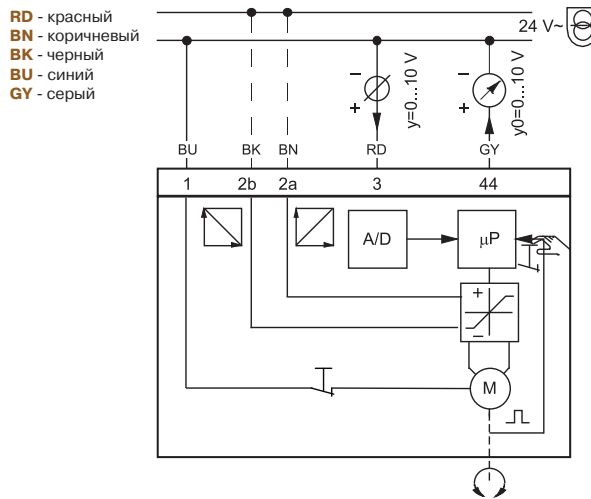 RD - красный
BN - коричневый
BK - черный
BU - синий
GY - серый
24 V~
y=0...10 V
y0=0...10 V
− −
+ +
BU BK BN RD GY
1 2b 2a 3 44
A/D µP
+
−
M